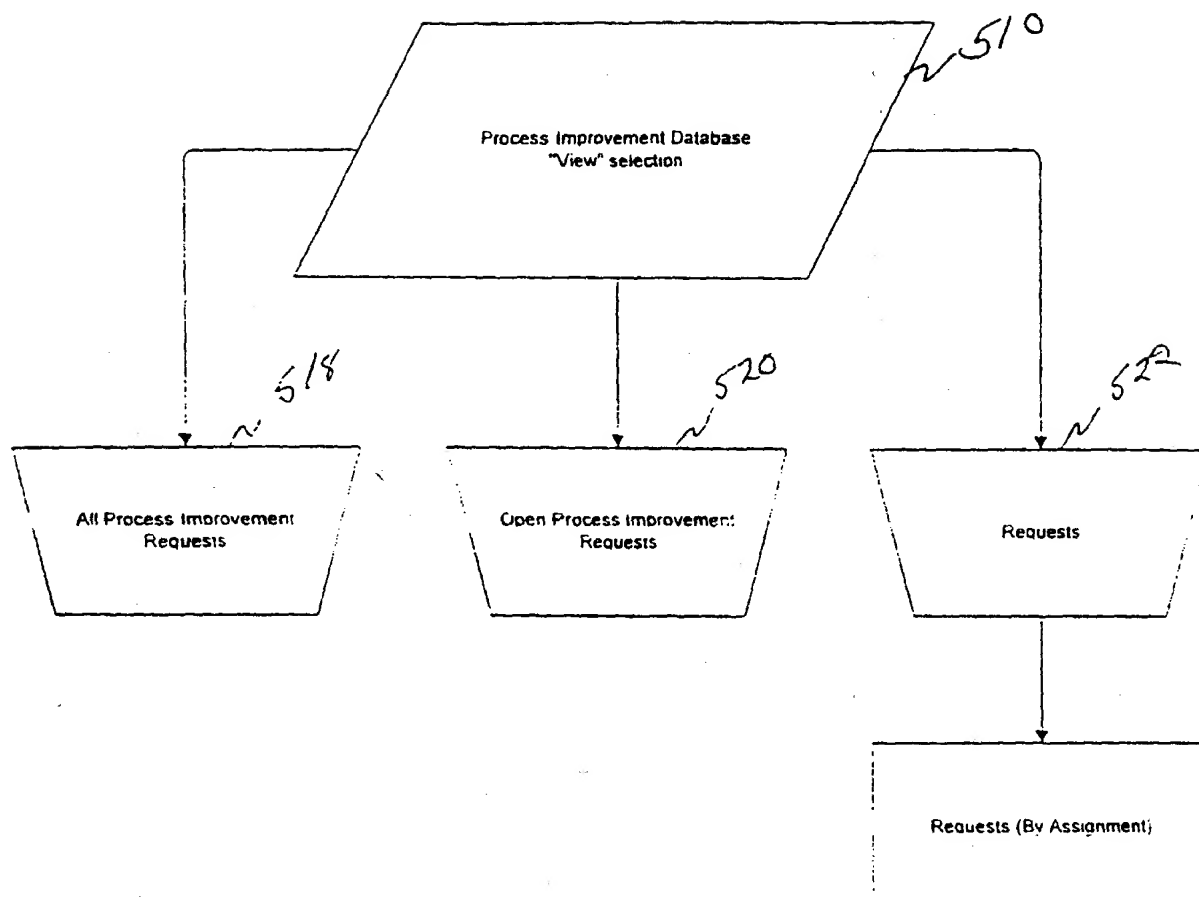 510
Process Improvement Database
"View" selection
518
520
522
All Process Improvement
Requests
Open Process Improvement
Requests
Requests
Requests (By Assignment)